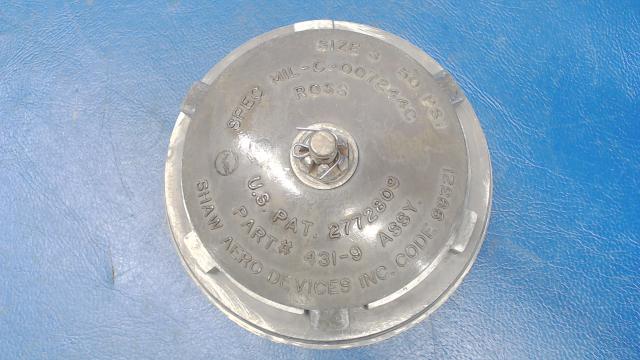 SIZE 3 50 PSI
SPEC MIL-C-007244C
ROSS
U.S. PAT. 2772809
PART# 431-9 ASSY.
SHAW AERO DEVICES INC. CODE 99321